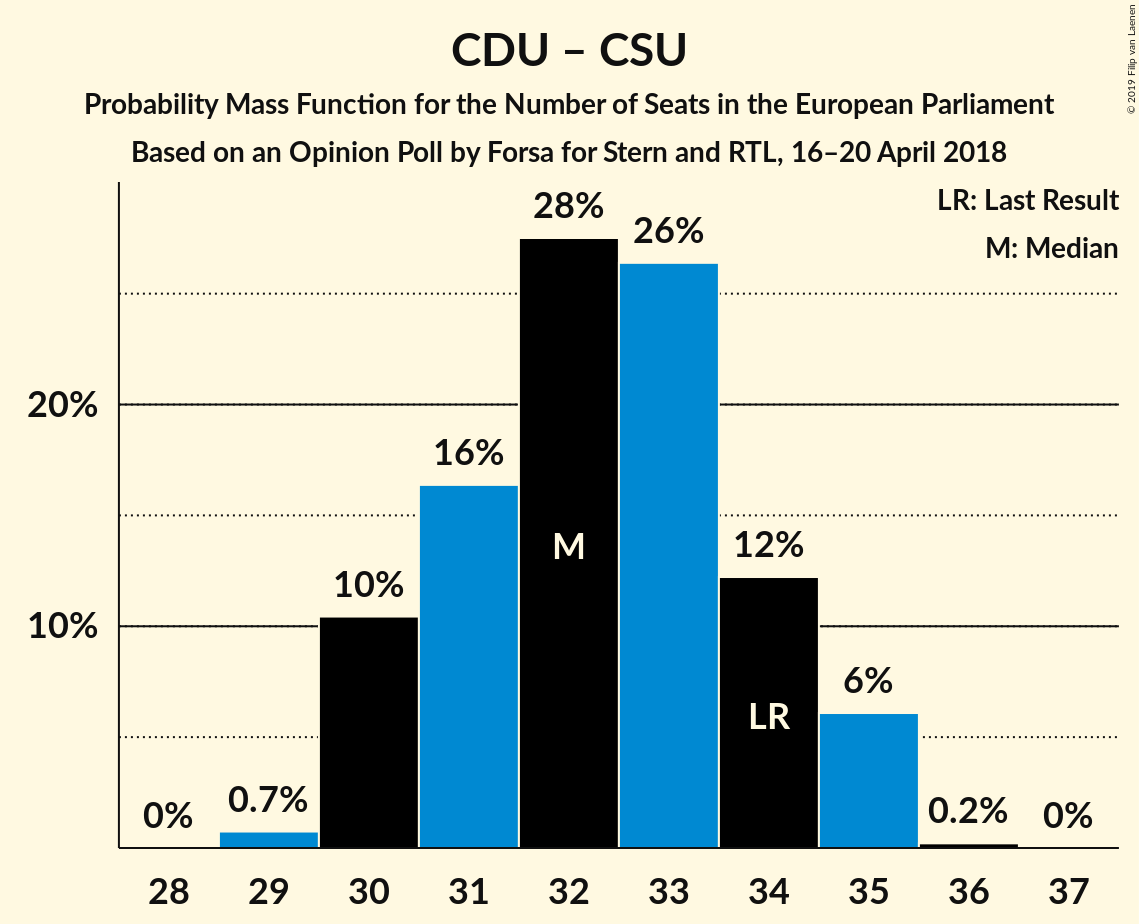 CDU – CSU
Probability Mass Function for the Number of Seats in the European Parliament
Based on an Opinion Poll by Forsa for Stern and RTL, 16–20 April 2018
© 2019 Filip van Laenen
LR: Last Result
M: Median
28%
26%
20%
16%
M
12%
10%
10%
LR
6%
0%
0.7%
0.2%
0%
28 29 30 31 32 33 34 35 36 37